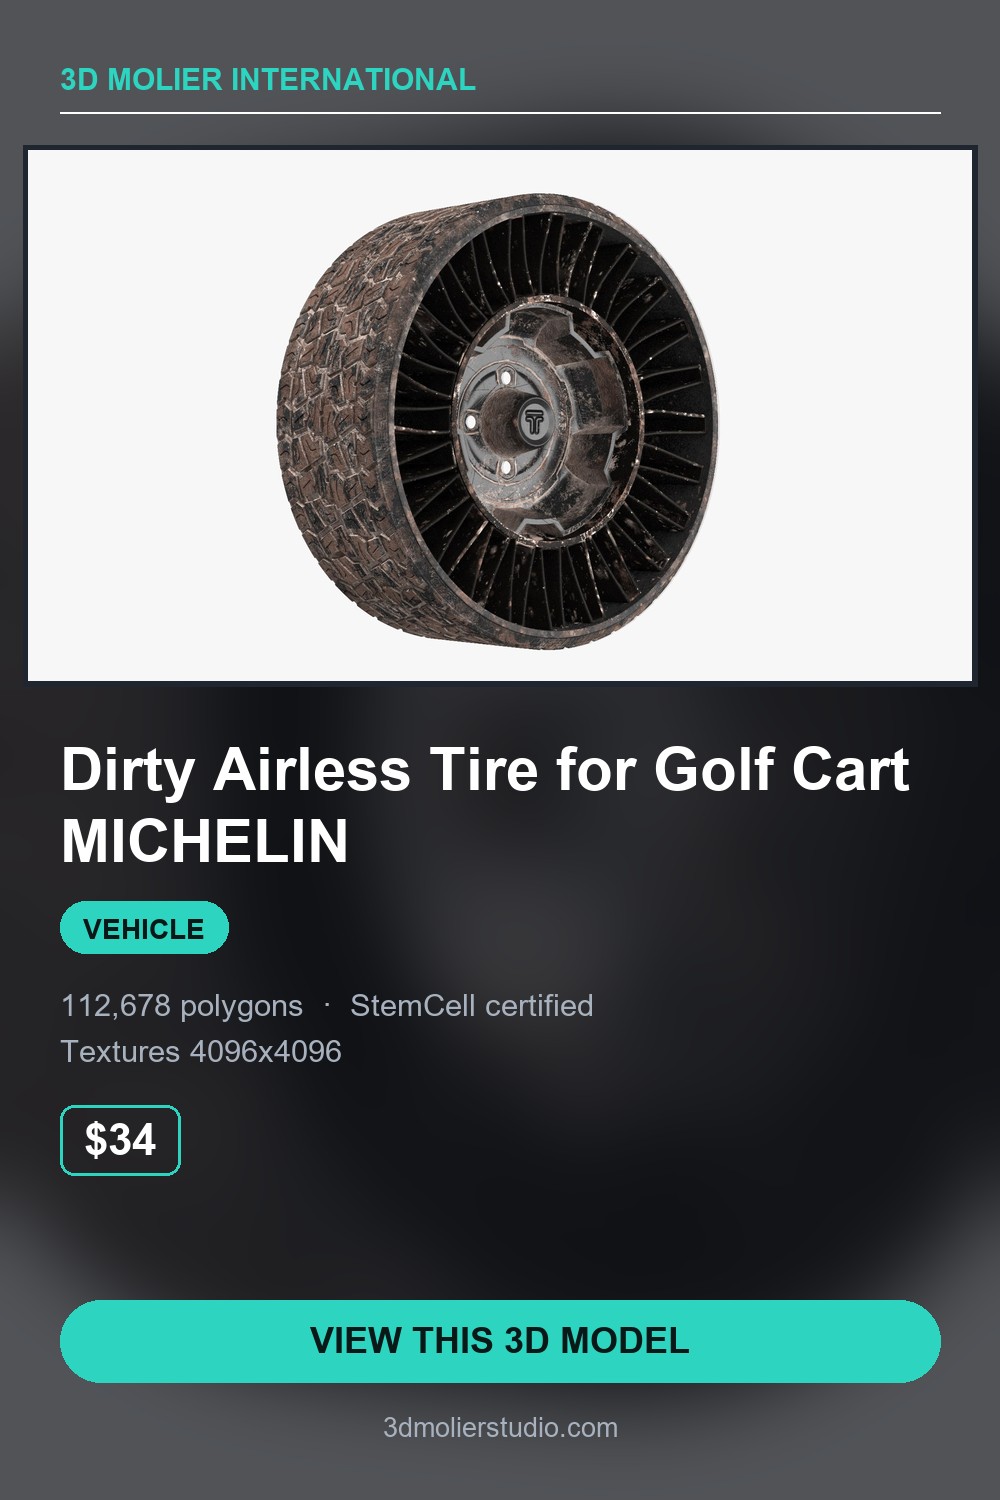 3D MOLIER INTERNATIONAL
Dirty Airless Tire for Golf Cart
MICHELIN
VEHICLE
112,678 polygons · StemCell certified
Textures 4096x4096
$34
VIEW THIS 3D MODEL
3dmolierstudio.com